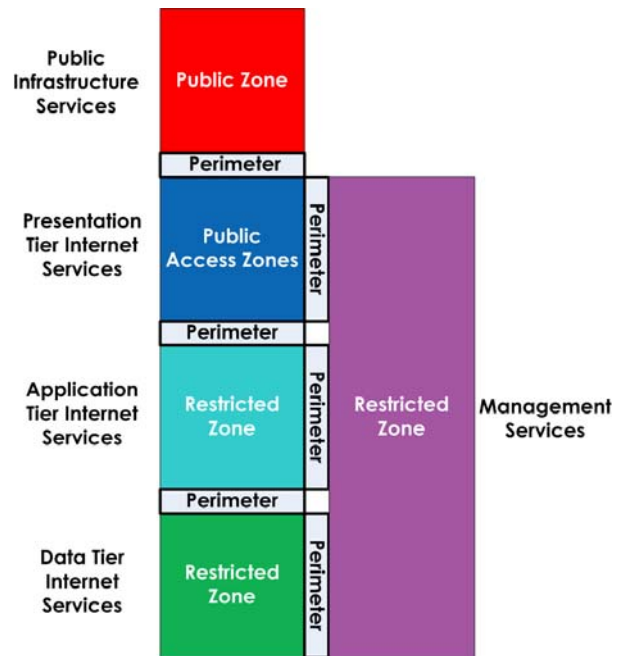 Public
Infrastructure
Services
Public Zone
Perimeter
Presentation
Tier Internet
Services
Public
Access Zones
Perimeter
Perimeter
Application
Tier Internet
Services
Restricted
Zone
Perimeter
Restricted
Zone
Management
Services
Perimeter
Data Tier
Internet
Services
Restricted
Zone
Perimeter